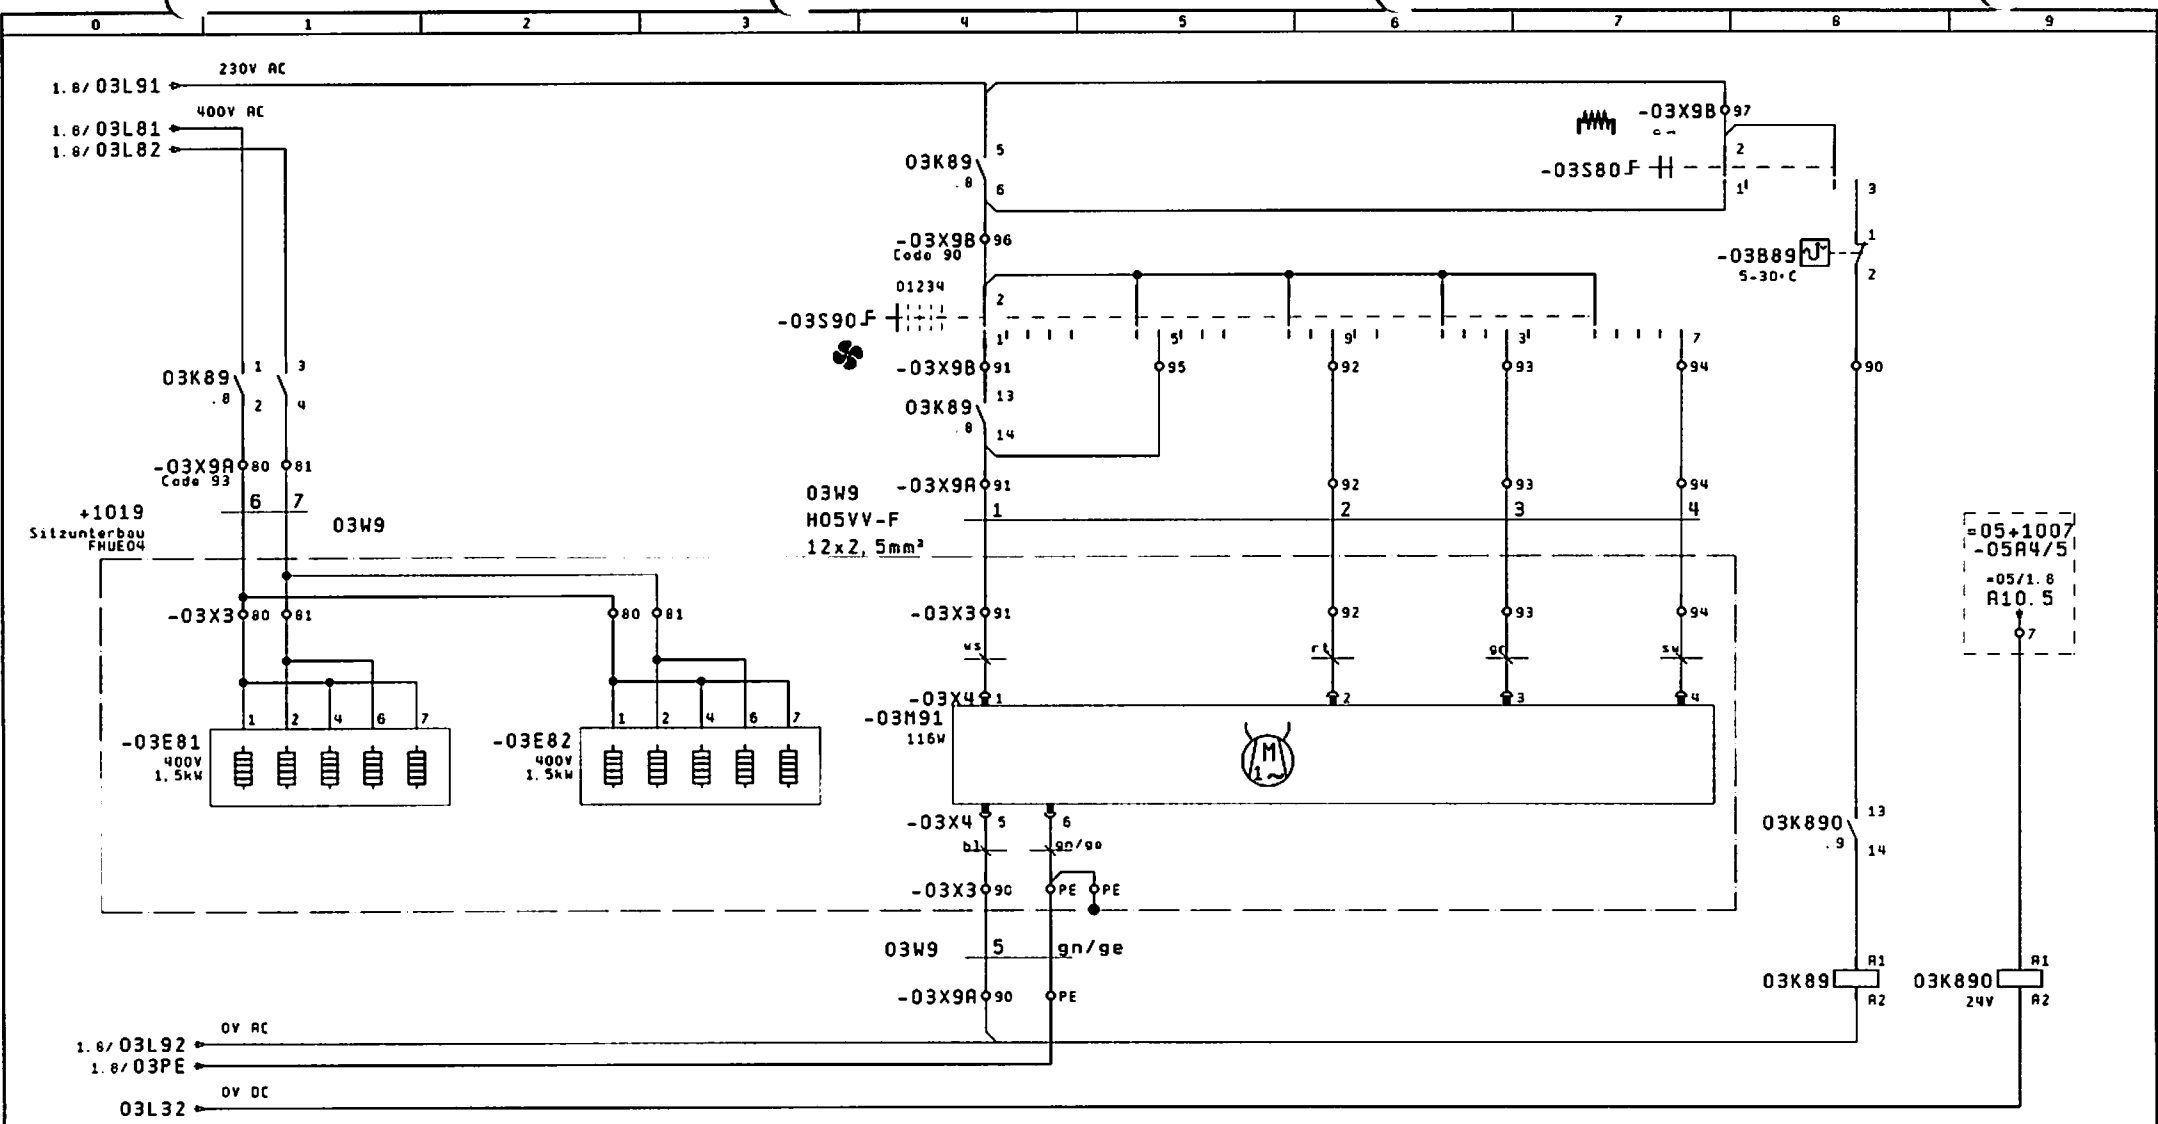 0 1 2 3 4 5 6 7 8 9
230V AC
1.8/03L91
400V AC
1.8/03L81
1.8/03L82
-03X9B 97
5
03K89
.8
6
2
-03S80
1
3
-03X9B 96
Code 90
1
-03B89
5-30°C
2
01234
2
-03S90
1 5 9 3 7
-03X9B 91 95 92 93 94 90
1 3
03K89
.8
2 4
13
03K89
.8
14
-03X9A 80 81
Code 93
-03X9A 91 92 93 94
6 7
03W9
+1019
Sitzunterbau
FHUE04
03W9
H05VV-F
12x2,5mm²
1 2 3 4
=05+1007
-05A4/5
=05/1.8
A10.5
7
-03X3 80 81 80 81
-03X3 91 92 93 94
ws rt sw
-03X4 1 2 3 4
-03M91
116W
1 2 4 6 7
-03E81
400V
1,5kW
1 2 4 6 7
-03E82
400V
1.5kW
M
1~
-03X4 5 6
bl gn/ge
13
03K890
.9
14
-03X3 90 PE PE
03W9 5 gn/ge
-03X9A 90 PE
A1
03K89
A2
A1
03K890
24V
A2
0V AC
1.8/03L92
1.8/03PE
0V DC
03L32